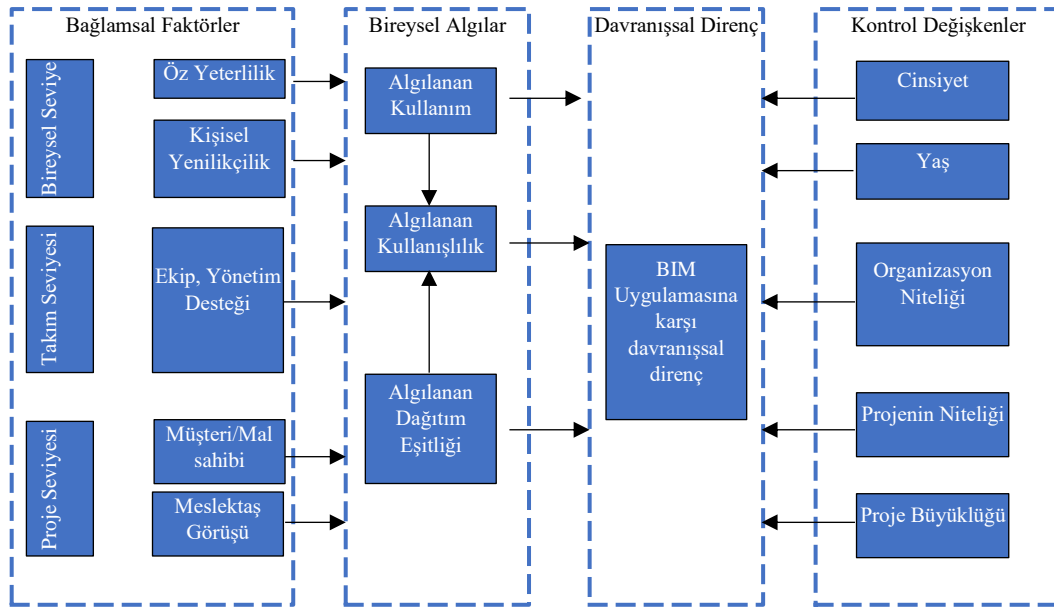 Bağlamsal Faktörler
Bireysel Seviye
Öz Yeterlilik
Kişisel
Yenilikçilik
Takım Seviyesi
Ekip, Yönetim
Desteği
Proje Seviyesi
Müşteri/Mal
sahibi
Meslektaş
Görüşü
Bireysel Algılar
Algılanan
Kullanım
Algılanan
Kullanışlılık
Algılanan
Dağıtım
Eşitliği
Davranışsal Direnç
BIM
Uygulamasına
karşı
davranışsal
direnç
Kontrol Değişkenler
Cinsiyet
Yaş
Organizasyon
Niteliği
Projenin Niteliği
Proje Büyüklüğü